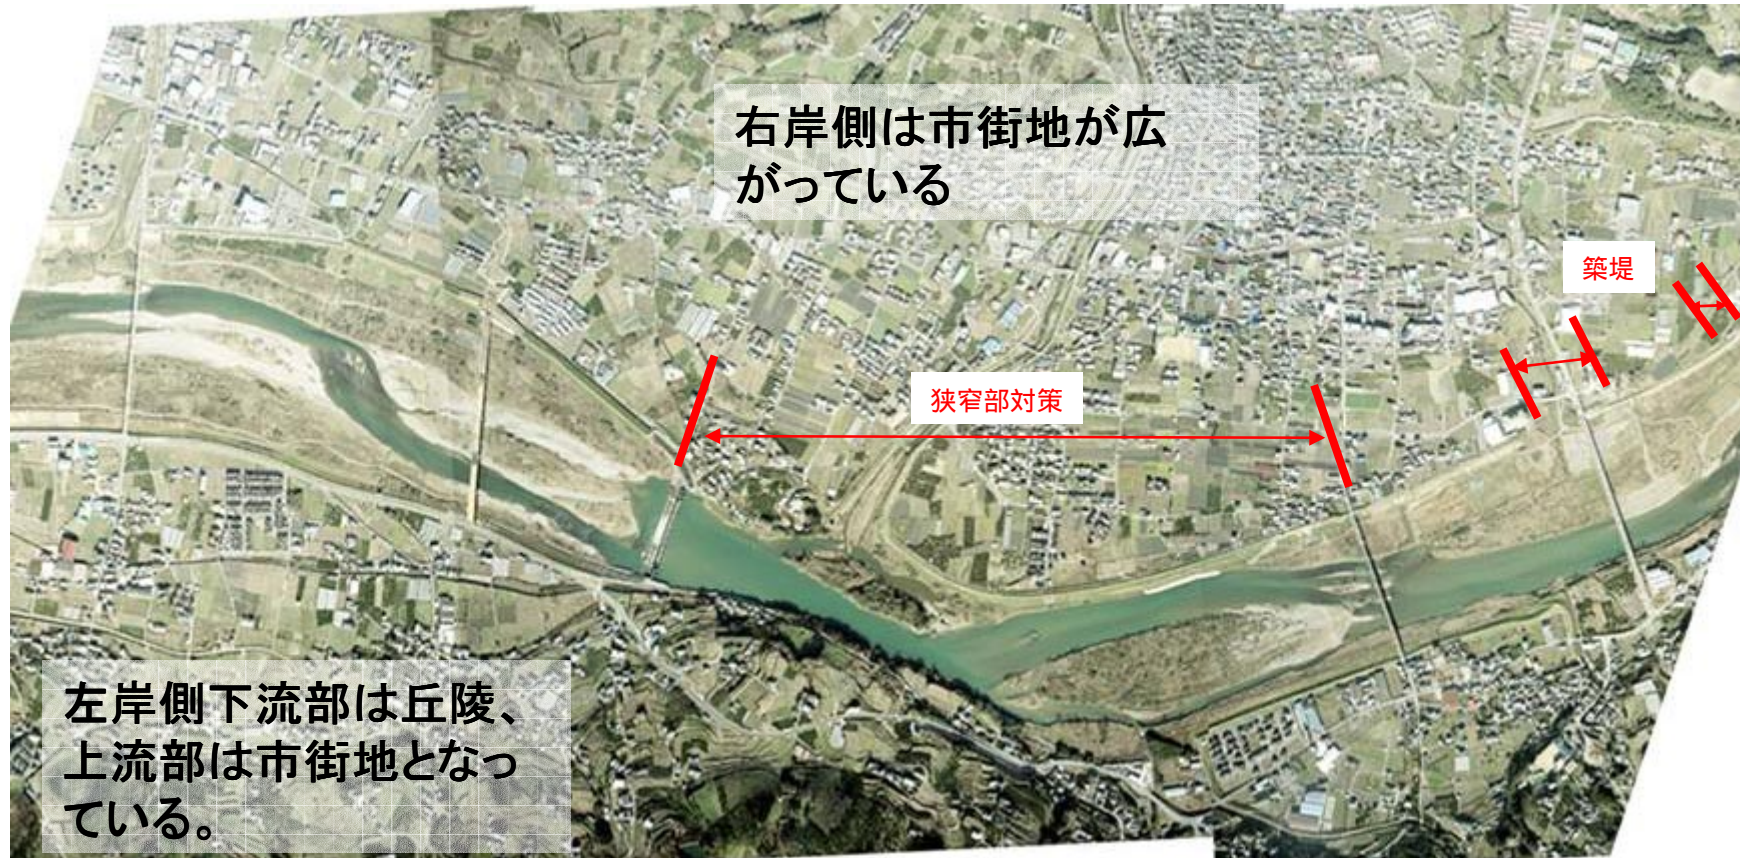 右岸側は市街地が広
がっている
築堤
狭窄部対策
左岸側下流部は丘陵、
上流部は市街地となっ
ている。